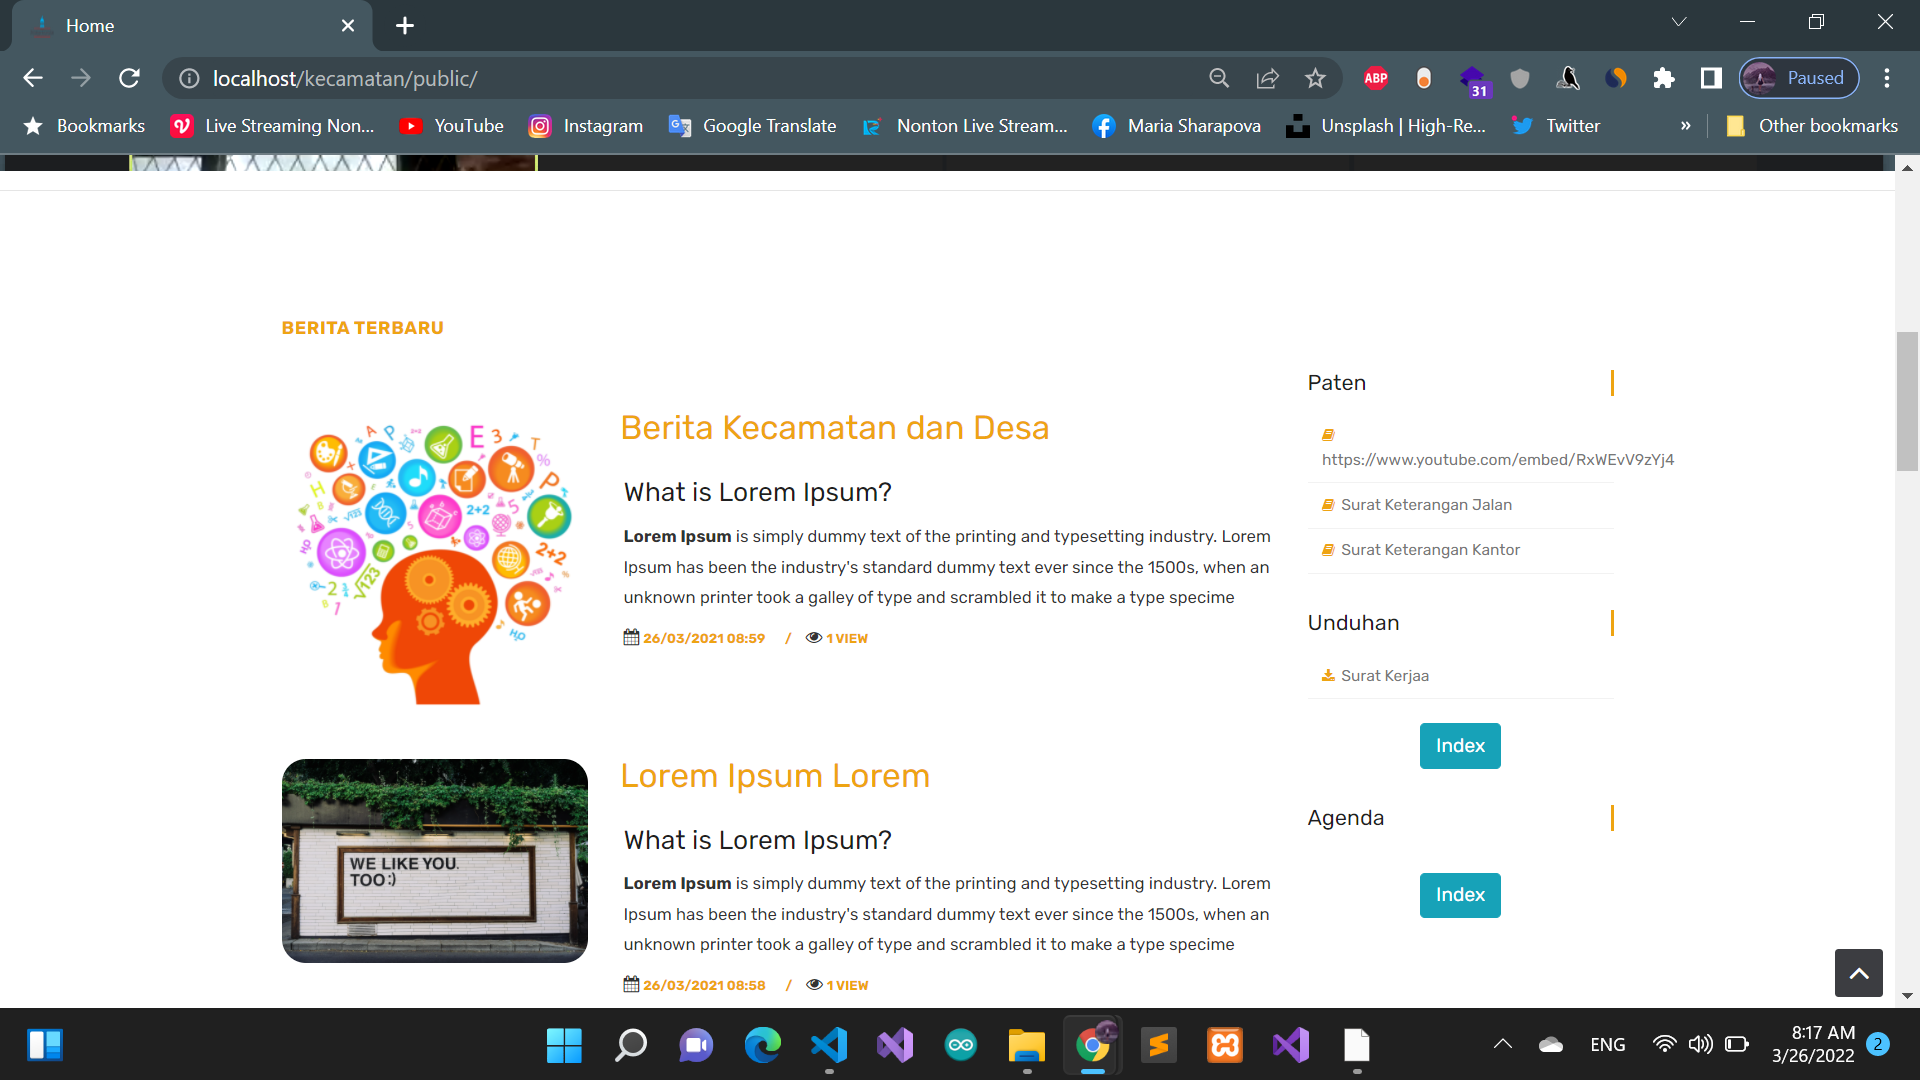 Home
localhost/kecamatan/public/
ABP
31
Paused
Bookmarks
Live Streaming Non...
YouTube
Instagram
Google Translate
Nonton Live Stream...
Maria Sharapova
Unsplash | High-Re...
Twitter
»
Other bookmarks
BERITA TERBARU
Berita Kecamatan dan Desa
What is Lorem Ipsum?
Lorem Ipsum is simply dummy text of the printing and typesetting industry. Lorem
Ipsum has been the industry's standard dummy text ever since the 1500s, when an
unknown printer took a galley of type and scrambled it to make a type specime
26/03/2021 08:59 / 1 VIEW
Lorem Ipsum Lorem
What is Lorem Ipsum?
Lorem Ipsum is simply dummy text of the printing and typesetting industry. Lorem
Ipsum has been the industry's standard dummy text ever since the 1500s, when an
unknown printer took a galley of type and scrambled it to make a type specime
26/03/2021 08:58 / 1 VIEW
WE LIKE YOU.
TOO :)
Paten
https://www.youtube.com/embed/RxWEvV9zYj4
Surat Keterangan Jalan
Surat Keterangan Kantor
Unduhan
Surat Kerjaa
Index
Agenda
Index
ENG
8:17 AM
3/26/2022
2